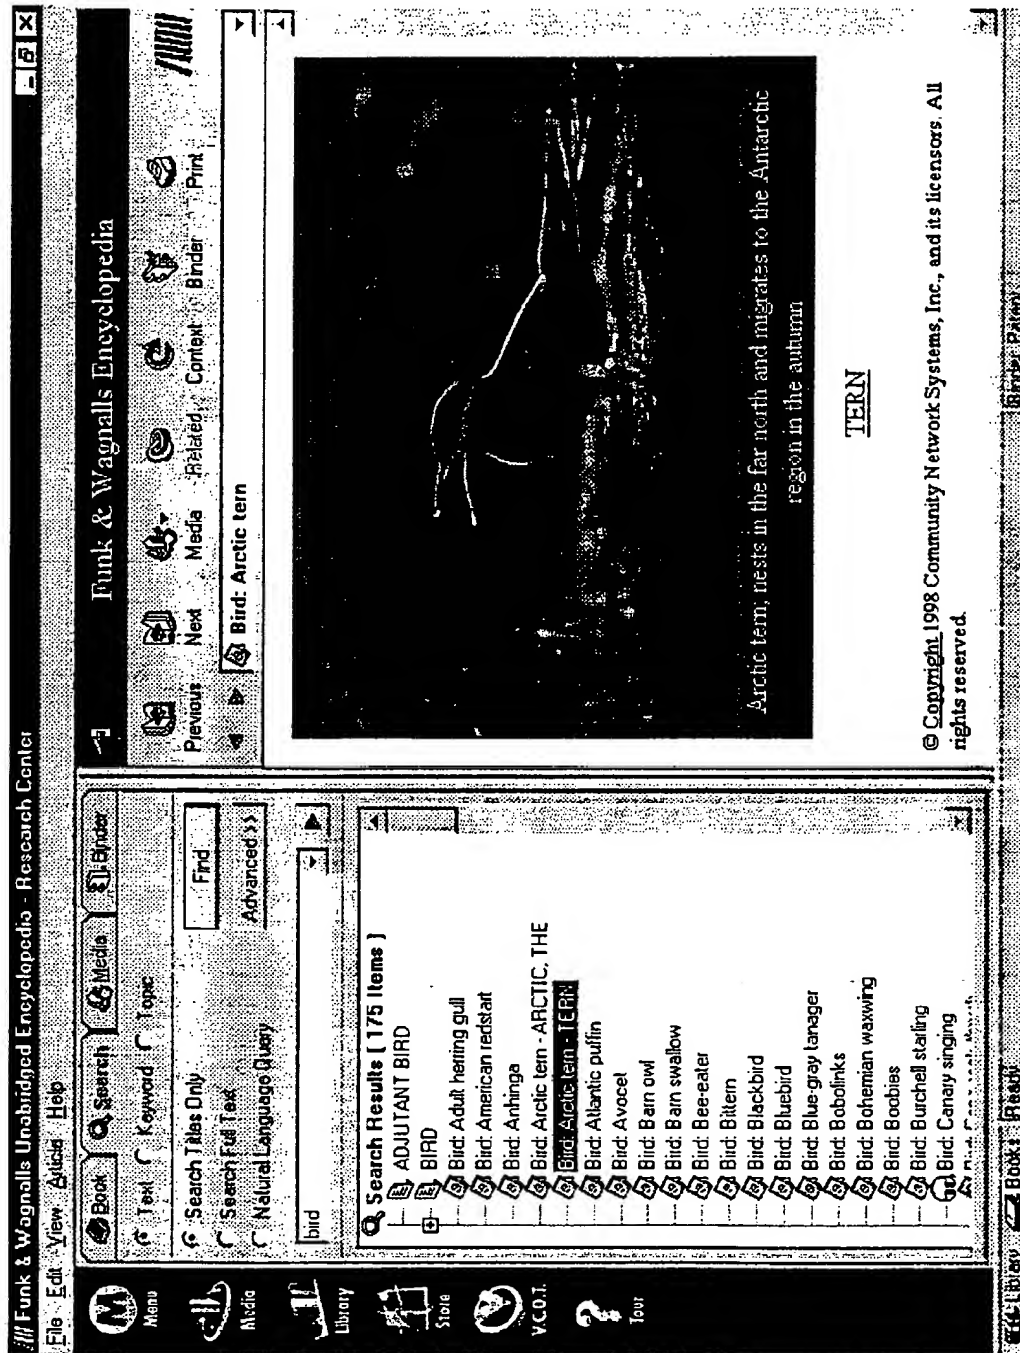 Funk & Wagnalls Unabridged Encyclopedia - Research Center
File Edit View Article Help
Menu
Media
Library
Store
V.C.O.T.
Tour
Book Search Media Binder
Text Keyword Topic
Search Titles Only
Search Full Text
Natural Language Query
Find
Advanced>>
bird
Search Results [ 175 Items ]
ADJUTANT BIRD
BIRD
Bird: Adult herring gull
Bird: American redstart
Bird: Anhinga
Bird: Arctic tern - ARCTIC, THE
Bird: Arctic tern - TERN
Bird: Atlantic puffin
Bird: Avocet
Bird: Barn owl
Bird: Barn swallow
Bird: Bee-eater
Bird: Bittern
Bird: Blackbird
Bird: Bluebird
Bird: Blue-gray tanager
Bird: Bobolinks
Bird: Bohemian waxwing
Bird: Boobies
Bird: Burchell starling
Bird: Canary singing
Funk & Wagnalls Encyclopedia
Previous Next Media Related Context Binder Print
Bird: Arctic tern
Arctic tern; nests in the far north and migrates to the Antarctic
region in the autumn
TERN
© Copyright 1998 Community Network Systems, Inc., and its licensors. All
rights reserved.
Library Book: Ready Binder: Patent